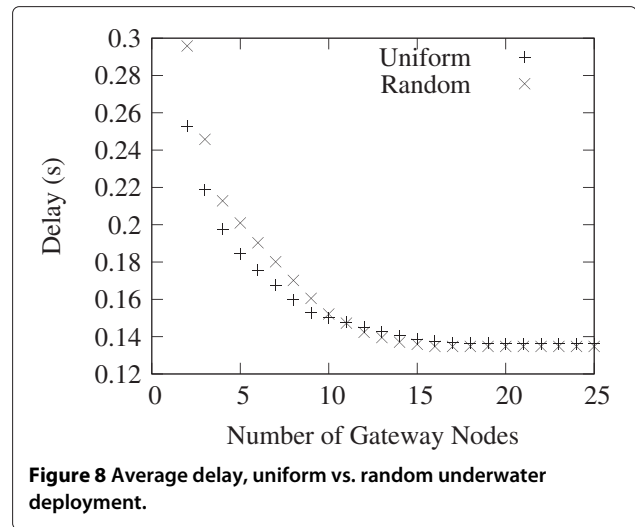 0.3
0.28
0.26
0.24
0.22
0.2
0.18
0.16
0.14
0.12
Delay (s)
Uniform
Random
0 5 10 15 20 25
Number of Gateway Nodes
Figure 8 Average delay, uniform vs. random underwater
deployment.